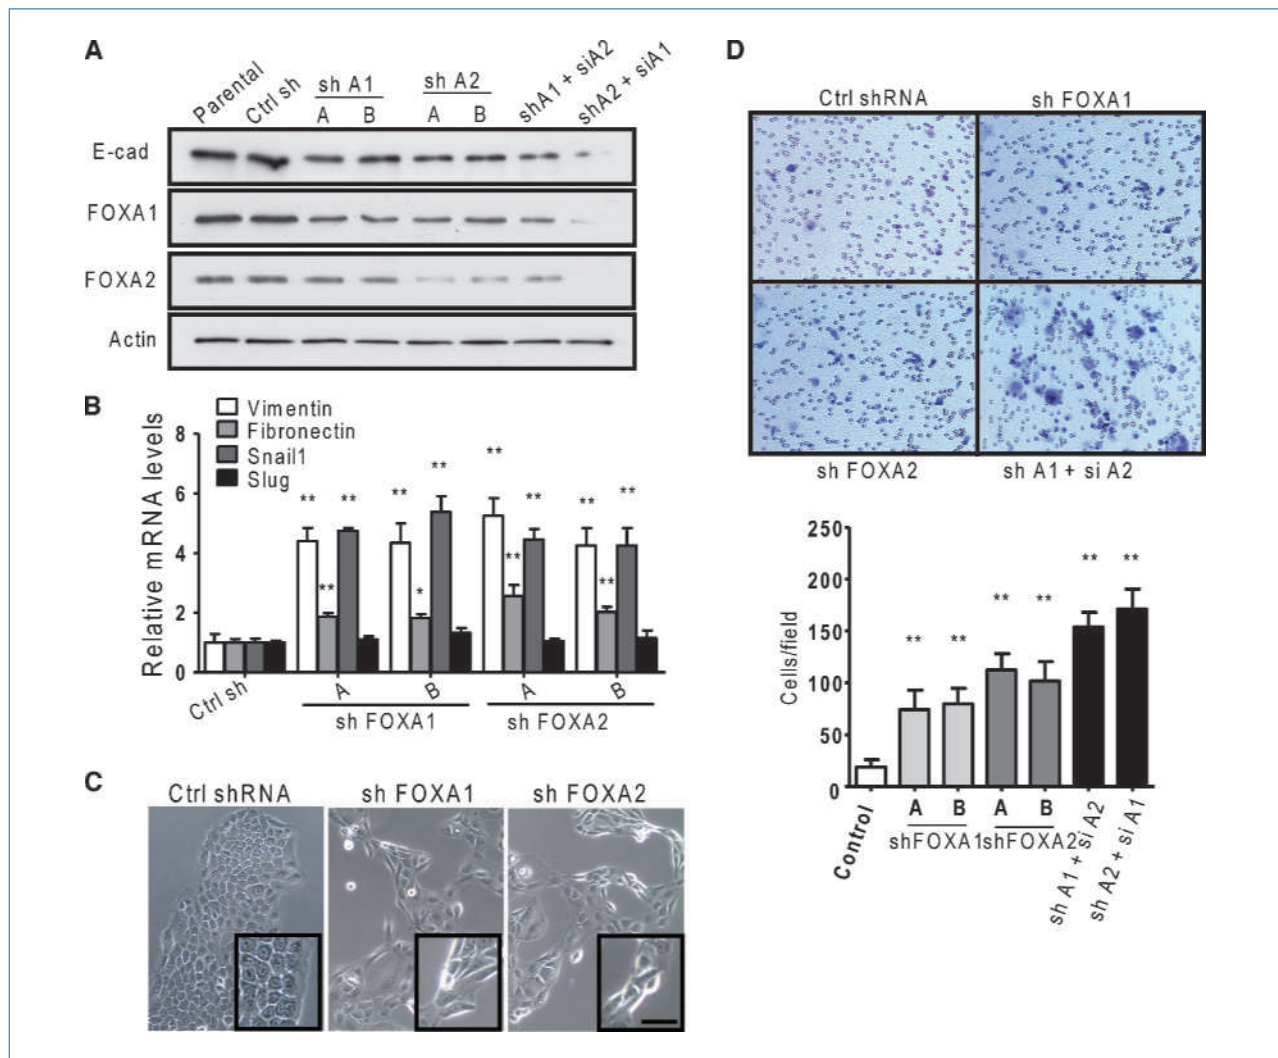 A
Parental
Ctrl sh
sh A1
A B
sh A2
A B
shA1 + siA2
shA2 + siA1
E-cad
FOXA1
FOXA2
Actin
B
Relative mRNA levels
8
6
4
2
0
Vimentin
Fibronectin
Snail1
Slug
** ** ** ** ** ** ** **
** * ** **
Ctrl sh
A B A B
sh FOXA1 sh FOXA2
C
Ctrl shRNA sh FOXA1 sh FOXA2
D
Ctrl shRNA sh FOXA1
sh FOXA2 sh A1 + si A2
Cells/field
250
200
150
100
50
0
** ** ** ** ** **
Control
A B A B
shFOXA1 shFOXA2
sh A1 + si A2
sh A2 + si A1